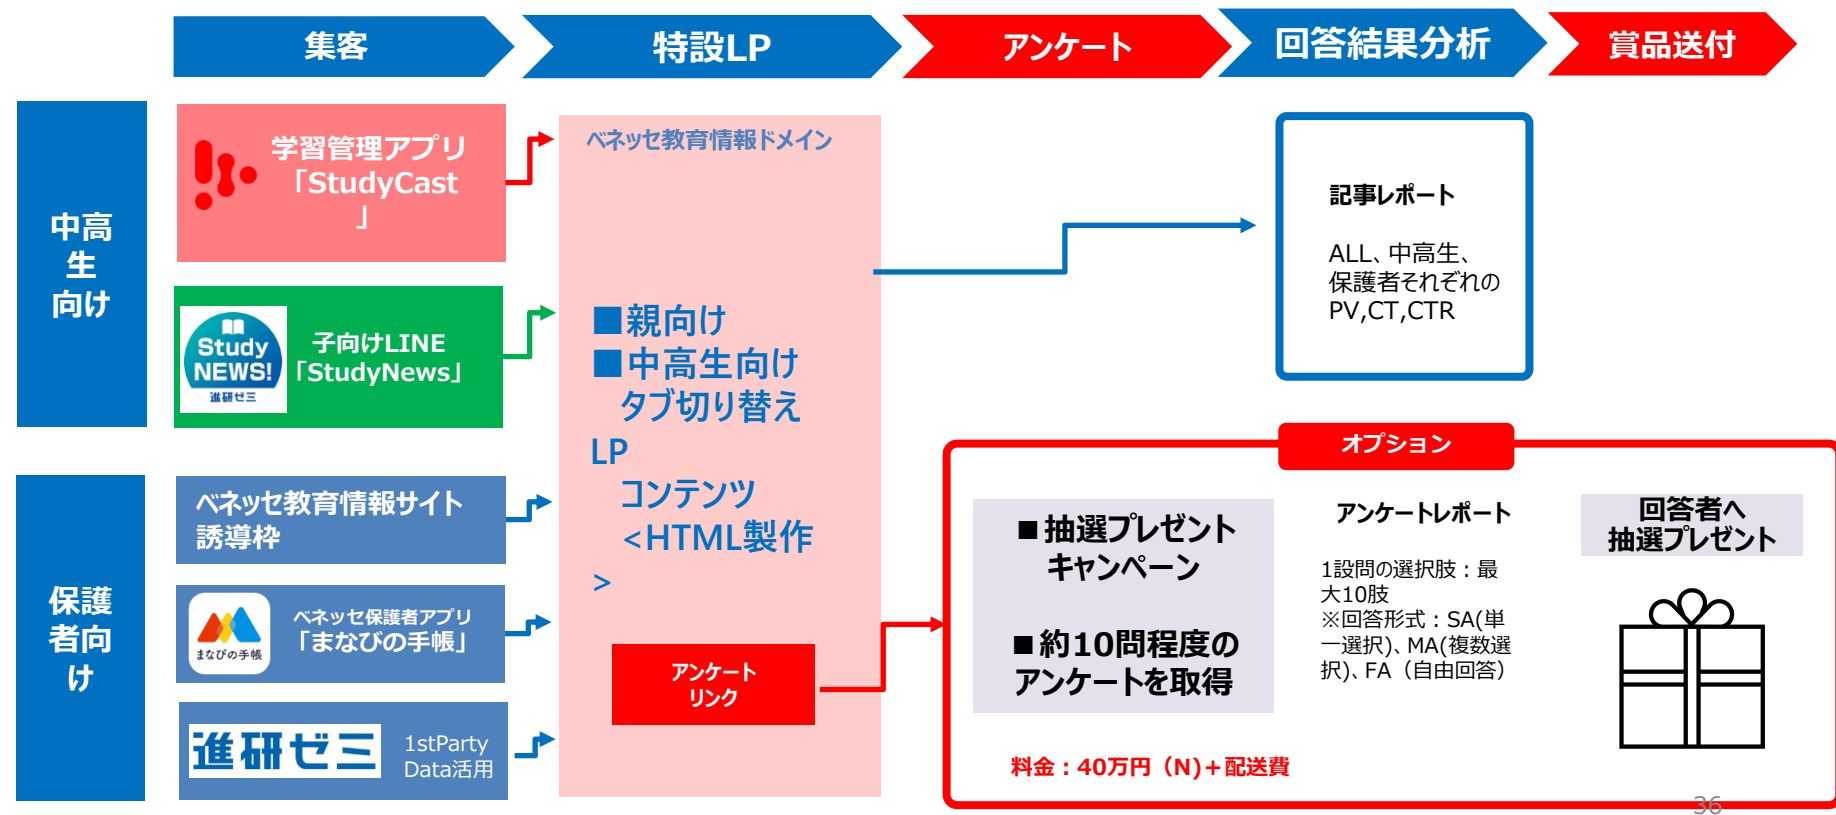 集客
特設LP
アンケート
回答結果分析
賞品送付
中高
生
向け
学習管理アプリ
「StudyCast
」
Study
NEWS!
進研ゼミ
子向けLINE
「StudyNews」
保護
者向
け
ベネッセ教育情報サイト
誘導枠
まなびの手帳
ベネッセ保護者アプリ
「まなびの手帳」
進研ゼミ
1stParty
Data活用
ベネッセ教育情報ドメイン
■親向け
■中高生向け
タブ切り替え
LP
コンテンツ
<HTML製作
>
アンケート
リンク
記事レポート
ALL、中高生、
保護者それぞれの
PV,CT,CTR
オプション
■抽選プレゼント
キャンペーン
■約10問程度の
アンケートを取得
料金：40万円（N)＋配送費
アンケートレポート
1設問の選択肢：最
大10肢
※回答形式：SA(単
一選択)、MA(複数選
択)、FA（自由回答）
回答者へ
抽選プレゼント
36